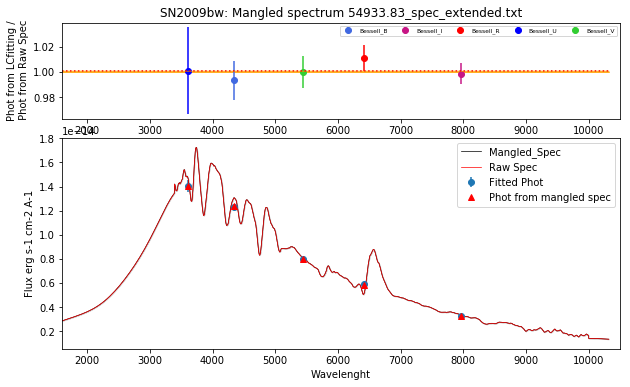 SN2009bw: Mangled spectrum 54933.83_spec_extended.txt
Phot from LCfitting /
Phot from Raw Spec
1.02
1.00
0.98
Bessell_B
Bessell_I
Bessell_R
Bessell_U
Bessell_V
2000 3000 4000 5000 6000 7000 8000 9000 10000
1e−14
Flux erg s-1 cm-2 A-1
1.8
1.6
1.4
1.2
1.0
0.8
0.6
0.4
0.2
Mangled_Spec
Raw Spec
Fitted Phot
Phot from mangled spec
2000 3000 4000 5000 6000 7000 8000 9000 10000
Wavelenght